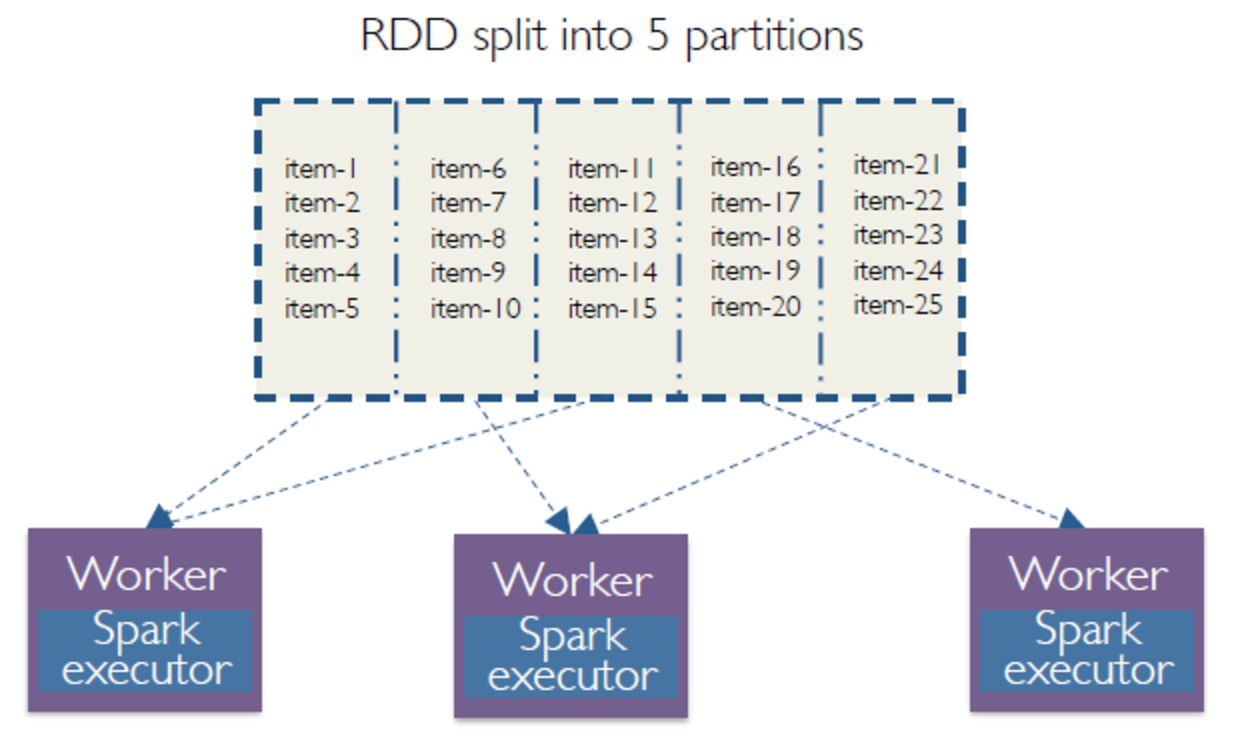 RDD split into 5 partitions
item-1
item-2
item-3
item-4
item-5
item-6
item-7
item-8
item-9
item-10
item-11
item-12
item-13
item-14
item-15
item-16
item-17
item-18
item-19
item-20
item-21
item-22
item-23
item-24
item-25
Worker
Spark
executor
Worker
Spark
executor
Worker
Spark
executor